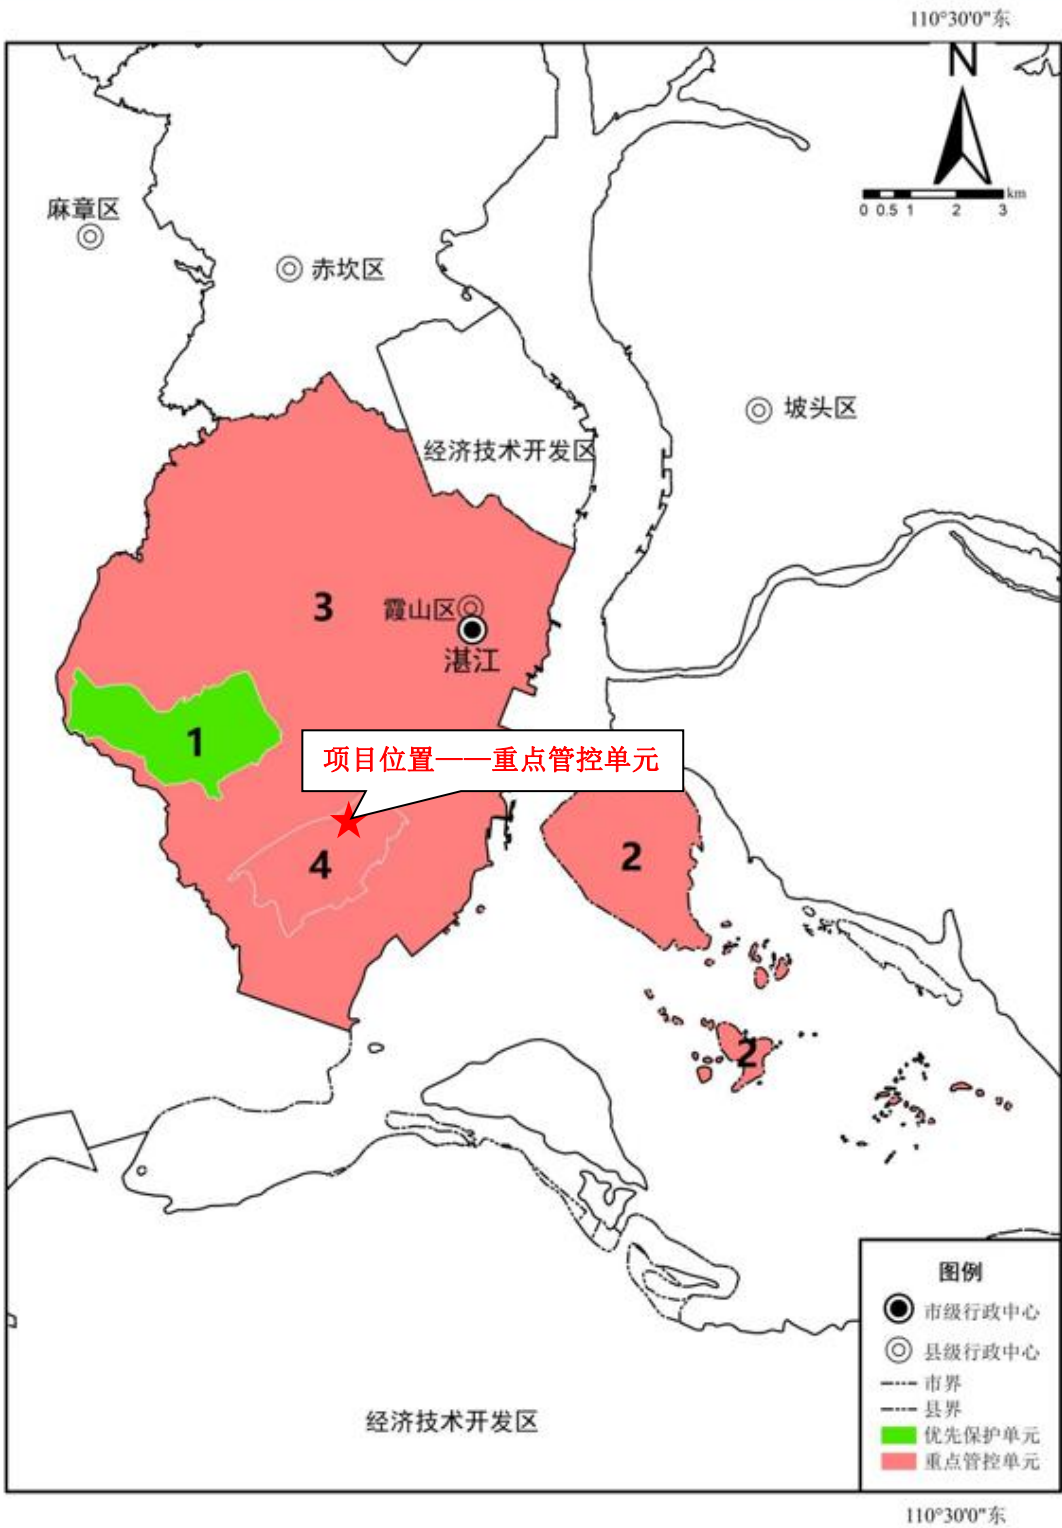 110°30'0"东
N
km
0 0.5 1 2 3
麻章区
赤坎区
坡头区
经济技术开发区
3
霞山区
湛江
1
项目位置——重点管控单元
4
2
2
图例
市级行政中心
县级行政中心
市界
县界
优先保护单元
重点管控单元
经济技术开发区
110°30'0"东